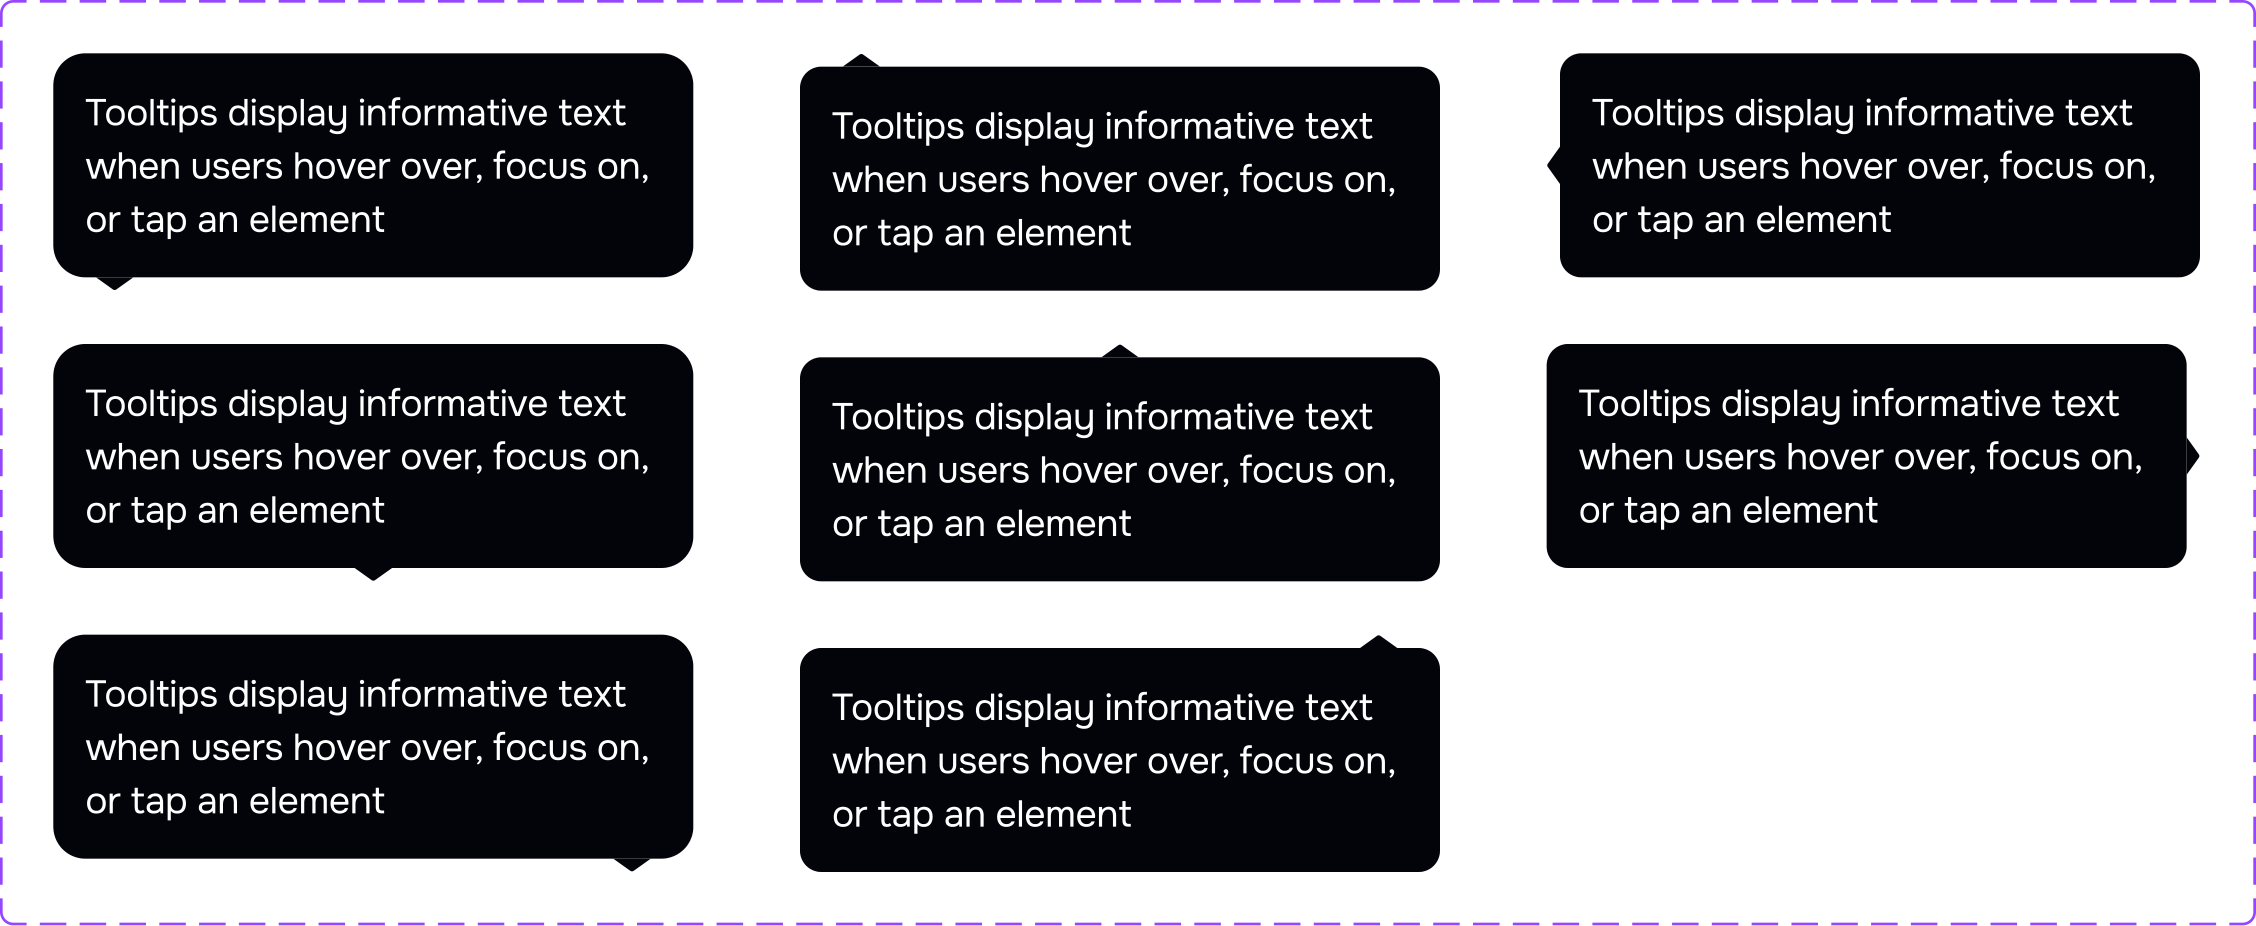 Tooltips display informative text
when users hover over, focus on,
or tap an element
Tooltips display informative text
when users hover over, focus on,
or tap an element
Tooltips display informative text
when users hover over, focus on,
or tap an element
Tooltips display informative text
when users hover over, focus on,
or tap an element
Tooltips display informative text
when users hover over, focus on,
or tap an element
Tooltips display informative text
when users hover over, focus on,
or tap an element
Tooltips display informative text
when users hover over, focus on,
or tap an element
Tooltips display informative text
when users hover over, focus on,
or tap an element